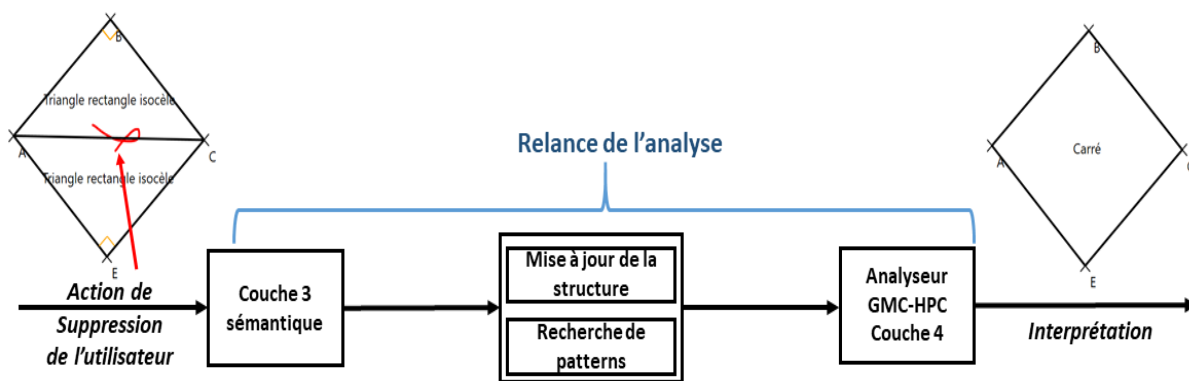 B
Triangle rectangle isocèle
A
C
Triangle rectangle isocèle
E
Relance de l'analyse
B
A
Carré
C
E
Action de
Suppression
de l'utilisateur
Couche 3
sémantique
Mise à jour de la
structure
Recherche de
patterns
Analyseur
GMC-HPC
Couche 4
Interprétation